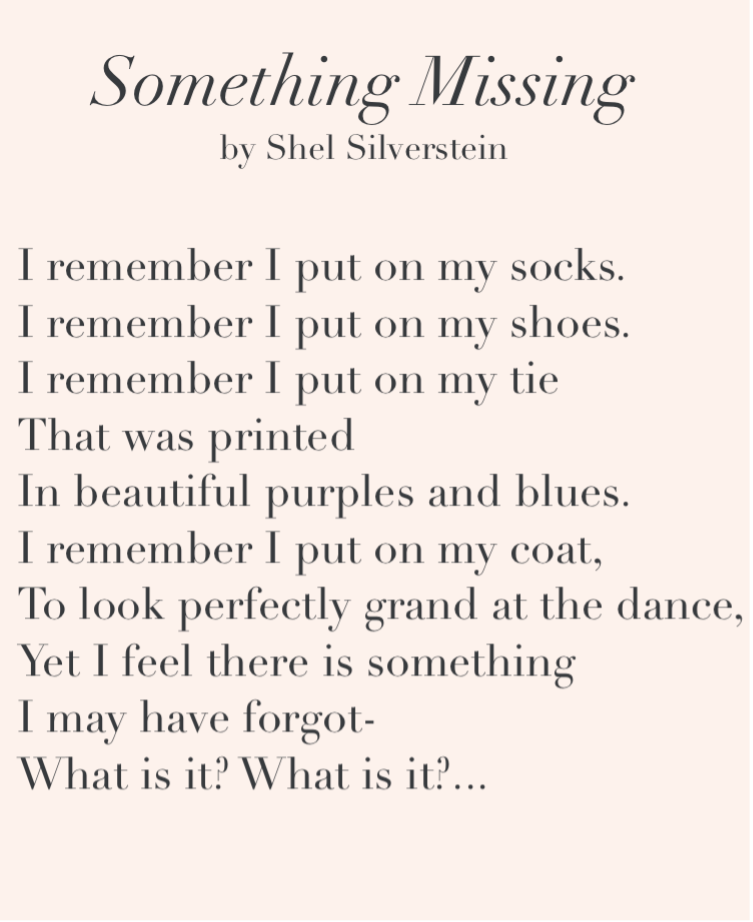 Something Missing
by Shel Silverstein
I remember I put on my socks.
I remember I put on my shoes.
I remember I put on my tie
That was printed
In beautiful purples and blues.
I remember I put on my coat,
To look perfectly grand at the dance,
Yet I feel there is something
I may have forgot-
What is it? What is it?...